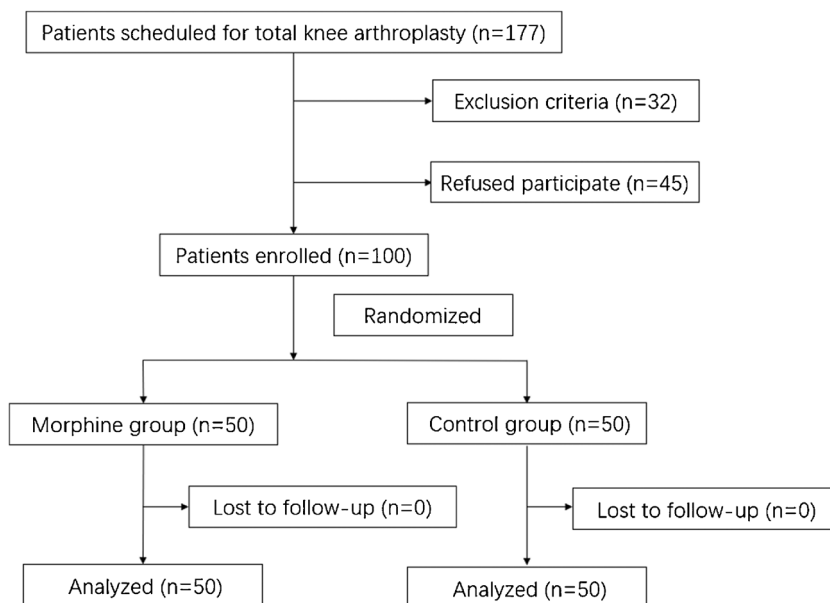 Patients scheduled for total knee arthroplasty (n=177)
Exclusion criteria (n=32)
Refused participate (n=45)
Patients enrolled (n=100)
Randomized
Morphine group (n=50)
Control group (n=50)
Lost to follow-up (n=0)
Lost to follow-up (n=0)
Analyzed (n=50)
Analyzed (n=50)